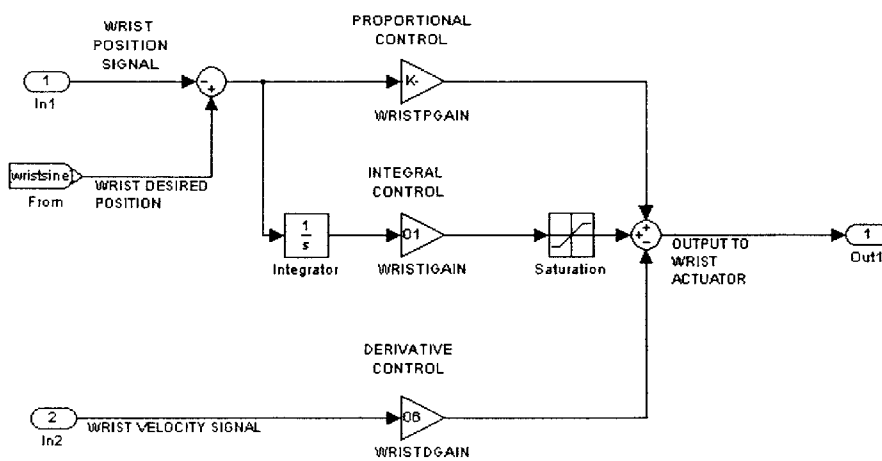 WRIST
POSITION
SIGNAL
1
In1
-
+
PROPORTIONAL
CONTROL
K-
WRISTPGAIN
wristsine
From
WRIST DESIRED
POSITION
INTEGRAL
CONTROL
1
s
Integrator
01
WRISTIGAIN
Saturation
+
+
-
OUTPUT TO
WRIST
ACTUATOR
1
Out1
DERIVATIVE
CONTROL
2
In2
WRIST VELOCITY SIGNAL
06
WRISTDGAIN